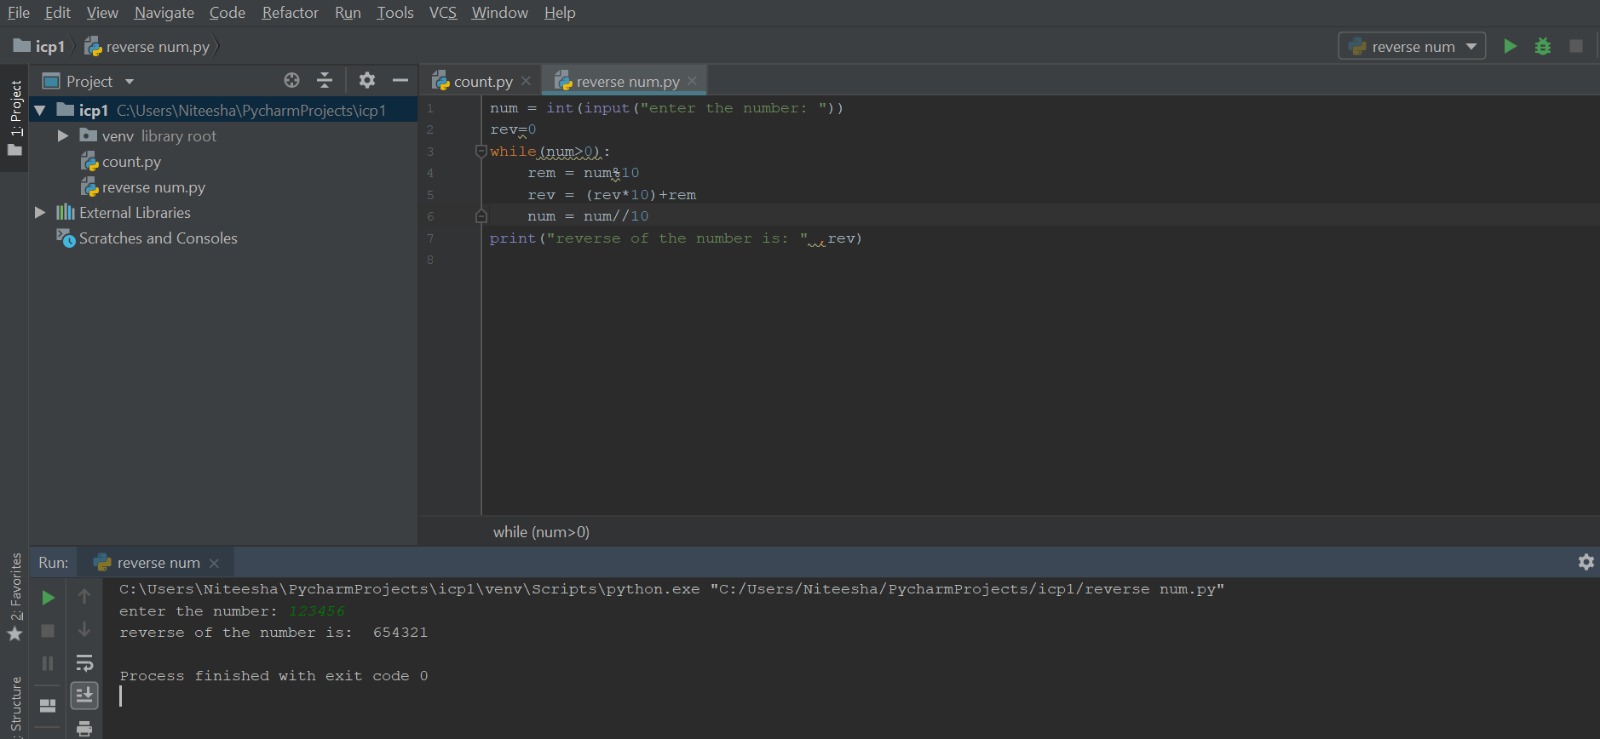 File Edit View Navigate Code Refactor Run Tools VCS Window Help
icp1 reverse num.py
reverse num
1: Project
Project
icp1 C:\Users\Niteesha\PycharmProjects\icp1
venv library root
count.py
reverse num.py
External Libraries
Scratches and Consoles
count.py
reverse num.py
1 num = int(input("enter the number: "))
2 rev=0
3 while(num>0):
4 rem = num%10
5 rev = (rev*10)+rem
6 num = num//10
7 print("reverse of the number is: " ,rev)
8
while (num>0)
Run: reverse num
2: Favorites
Structure
C:\Users\Niteesha\PycharmProjects\icp1\venv\Scripts\python.exe "C:/Users/Niteesha/PycharmProjects/icp1/reverse num.py"
enter the number: 123456
reverse of the number is:  654321
Process finished with exit code 0